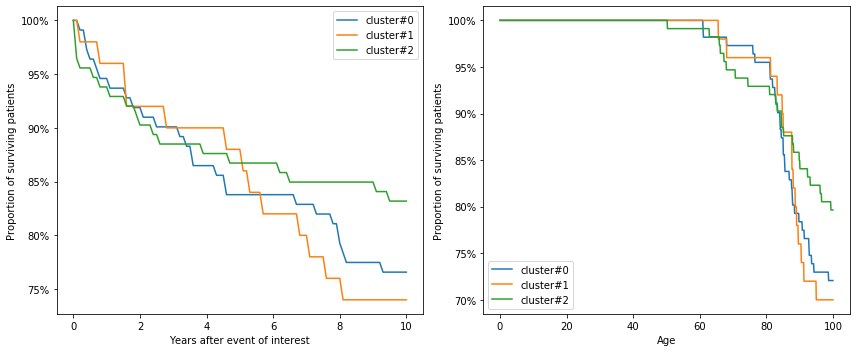 100%
95%
90%
85%
80%
75%
Proportion of surviving patients
0
2
4
6
8
10
Years after event of interest
cluster#0
cluster#1
cluster#2
100%
95%
90%
85%
80%
75%
70%
Proportion of surviving patients
0
20
40
60
80
100
Age
cluster#0
cluster#1
cluster#2